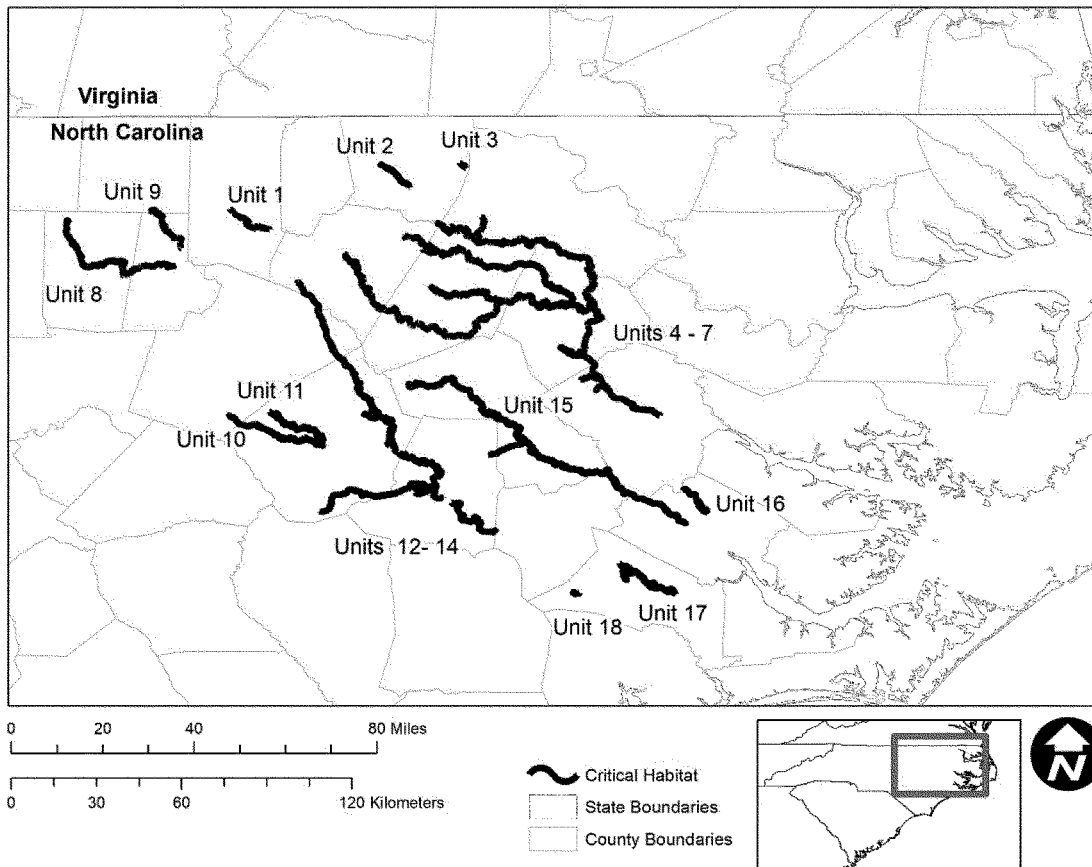 Virginia
North Carolina
Unit 2
Unit 3
Unit 9
Unit 1
Unit 8
Units 4 - 7
Unit 11
Unit 15
Unit 10
Unit 16
Units 12- 14
Unit 17
Unit 18
0 20 40 80 Miles
0 30 60 120 Kilometers
Critical Habitat
State Boundaries
County Boundaries
N